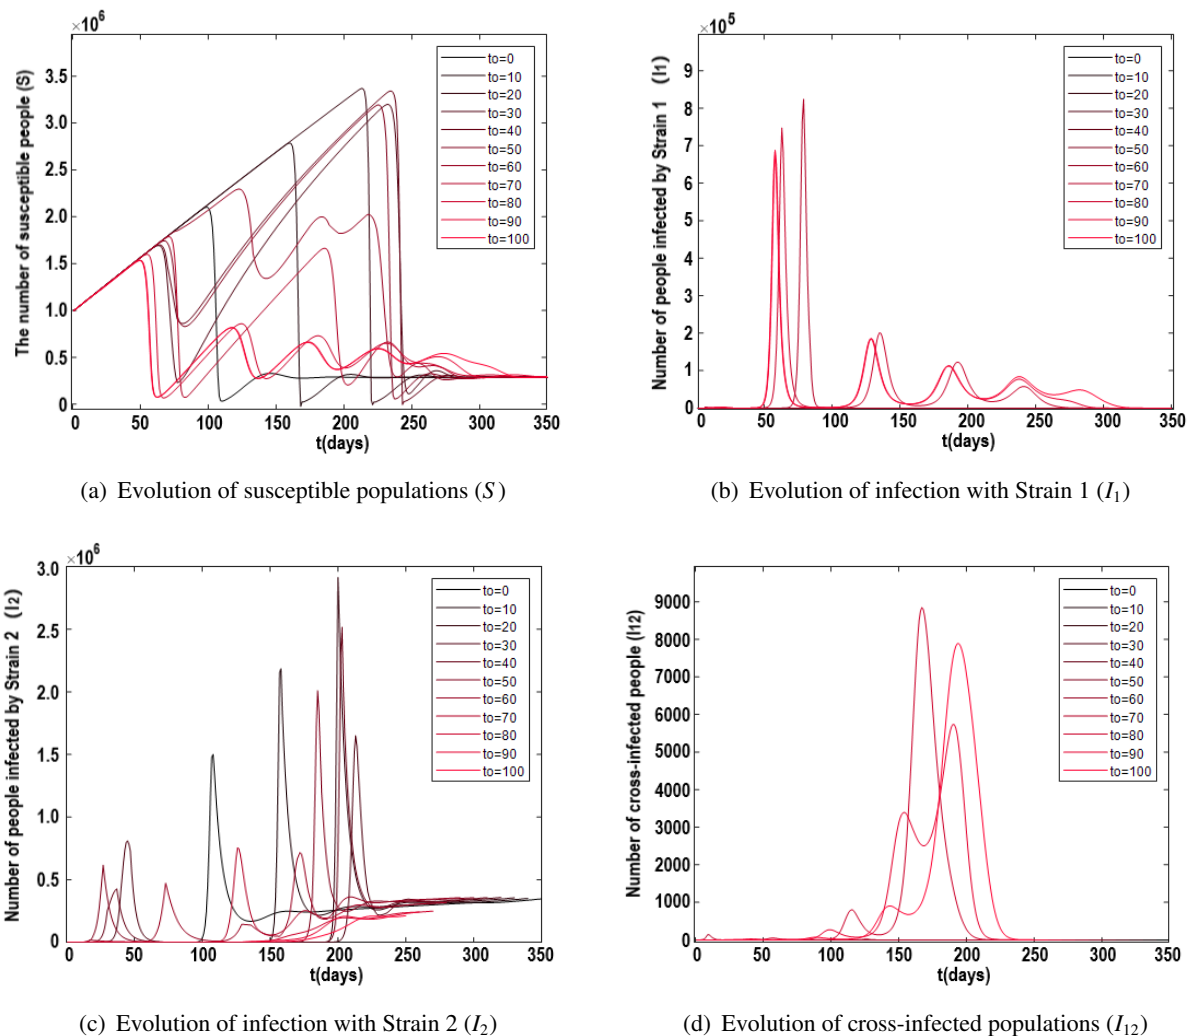 ×10⁶
The number of susceptible people (S)
3.5
3.0
2.5
2.0
1.5
1.0
0.5
0
0 50 100 150 200 250 300 350
t(days)
to=0
to=10
to=20
to=30
to=40
to=50
to=60
to=70
to=80
to=90
to=100
(a) Evolution of susceptible populations (S)
×10⁵
Number of people infected by Strain 1 (I1)
9
8
7
6
5
4
3
2
1
0
0 50 100 150 200 250 300 350
t(days)
to=0
to=10
to=20
to=30
to=40
to=50
to=60
to=70
to=80
to=90
to=100
(b) Evolution of infection with Strain 1 (I₁)
×10⁶
Number of people infected by Strain 2 (I2)
3.0
2.5
2.0
1.5
1.0
0.5
0
0 50 100 150 200 250 300 350
t(days)
to=0
to=10
to=20
to=30
to=40
to=50
to=60
to=70
to=80
to=90
to=100
(c) Evolution of infection with Strain 2 (I₂)
Number of cross-infected people (I12)
9000
8000
7000
6000
5000
4000
3000
2000
1000
0
0 50 100 150 200 250 300 350
t(days)
to=0
to=10
to=20
to=30
to=40
to=50
to=60
to=70
to=80
to=90
to=100
(d) Evolution of cross-infected populations (I₁₂)